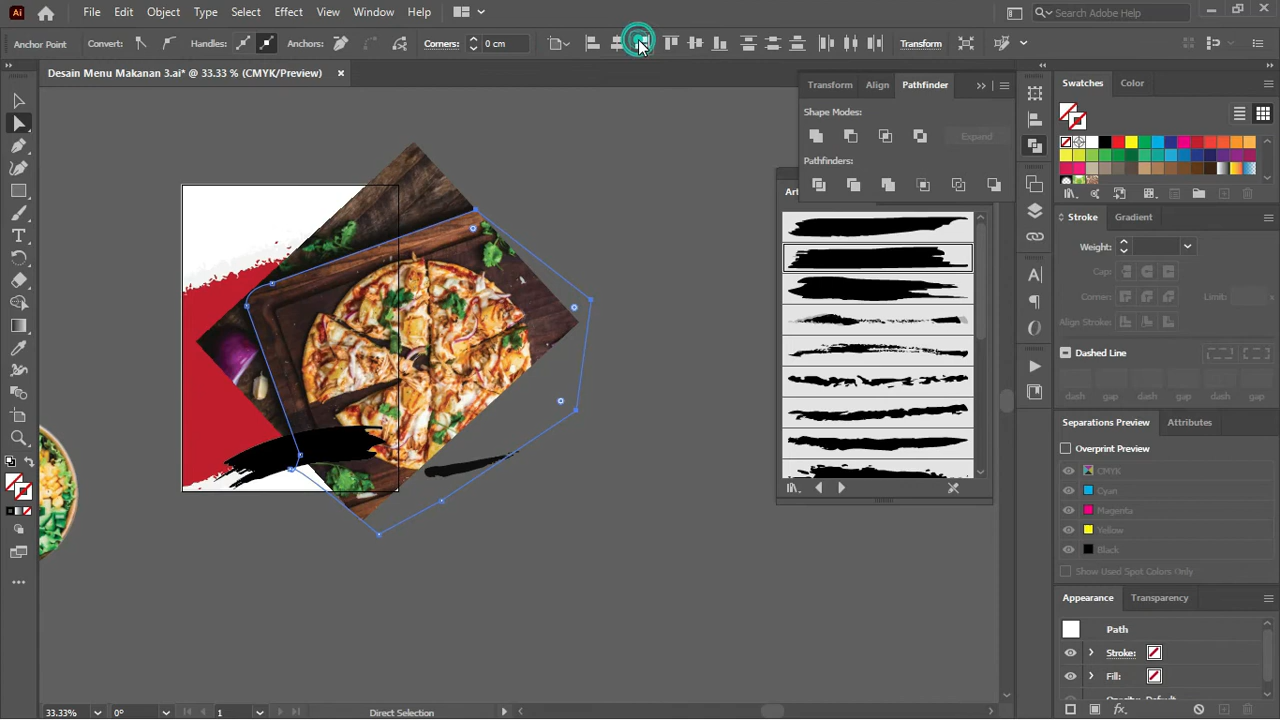 Ai File Edit Object Type Select Effect View Window Help Search Adobe Help
Anchor Point Convert: Handles: Anchors: Corners: 0 cm Transform
Desain Menu Makanan 3.ai* @ 33.33 % (CMYK/Preview) ×
Transform Align Pathfinder
Shape Modes:
Expand
Pathfinders:
Art
Swatches Color
Stroke Gradient
Weight:
Cap:
Corner: Limit:
Align Stroke:
Dashed Line
dash gap dash gap
Separations Preview Attributes
Overprint Preview
CMYK
Cyan
Magenta
Yellow
Black
Show Used Spot Colors Only
Appearance Transparency
Path
Stroke:
Fill:
Opacity: Default
33.33% 0° 1 Direct Selection